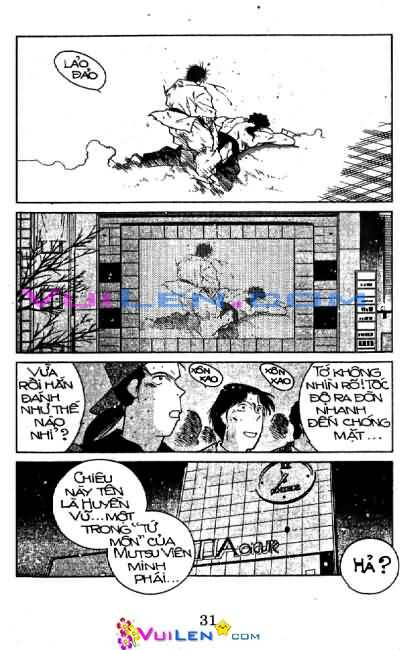 LẢO
ĐẢO
VuiLen.com
VỪA
RỒI HẮN
ĐÁNH
NHƯ THẾ
NÀO
NHỈ?
XÔN
XAO
XÔN
XAO
TỚ KHÔNG
NHÌN RÕ! TỐC
ĐỘ RA ĐÒN
NHANH
ĐẾN CHÓNG
MẶT...
CHIÊU
NÀY TÊN
LÀ HUYỀN
VŨ...MỘT
TRONG "TỨ
MÔN" CỦA
MUTSU VIÊN
MINH
PHÁI...
HẢ?
31
VuiLen.com